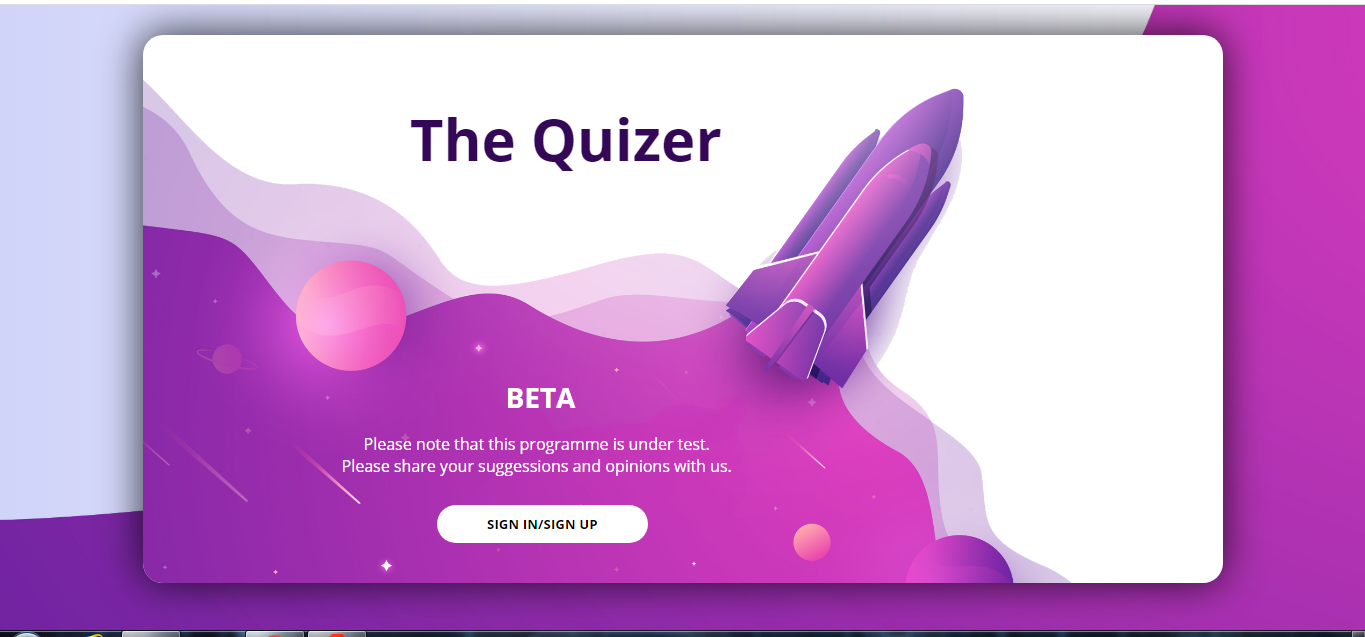 The Quizer
BETA
Please note that this programme is under test.
Please share your suggessions and opinions with us.
SIGN IN/SIGN UP